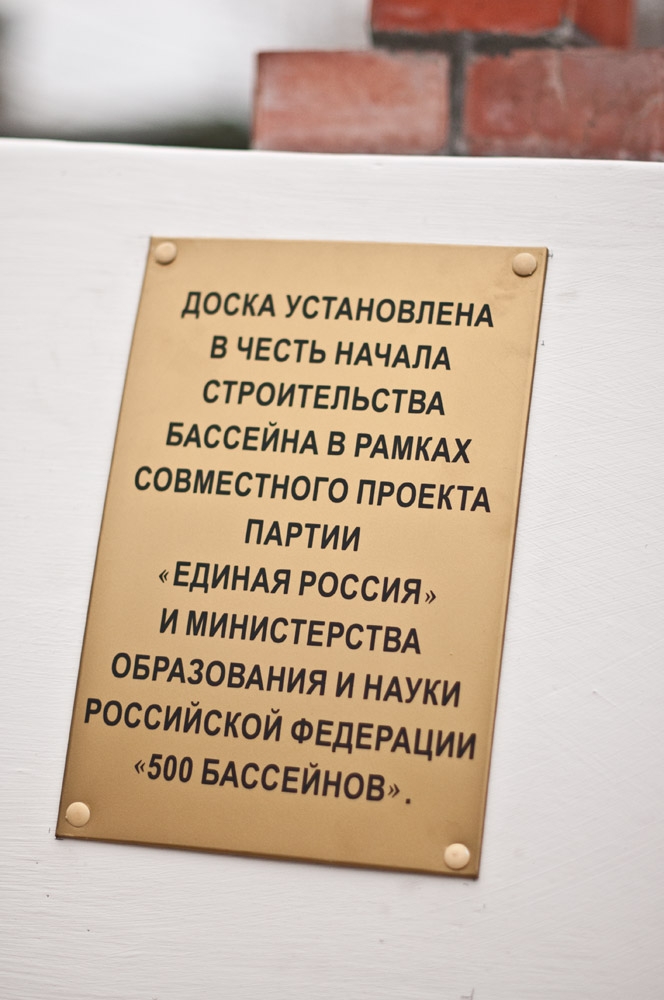 ДОСКА УСТАНОВЛЕНА
В ЧЕСТЬ НАЧАЛА
СТРОИТЕЛЬСТВА
БАССЕЙНА В РАМКАХ
СОВМЕСТНОГО ПРОЕКТА
ПАРТИИ
«ЕДИНАЯ РОССИЯ»
И МИНИСТЕРСТВА
ОБРАЗОВАНИЯ И НАУКИ
РОССИЙСКОЙ ФЕДЕРАЦИИ
«500 БАССЕЙНОВ».